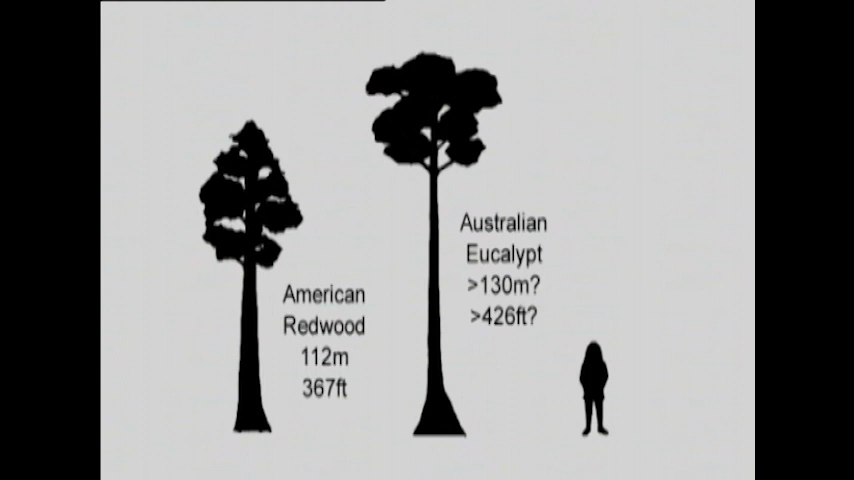 American
Redwood
112m
367ft
Australian
Eucalypt
>130m?
>426ft?